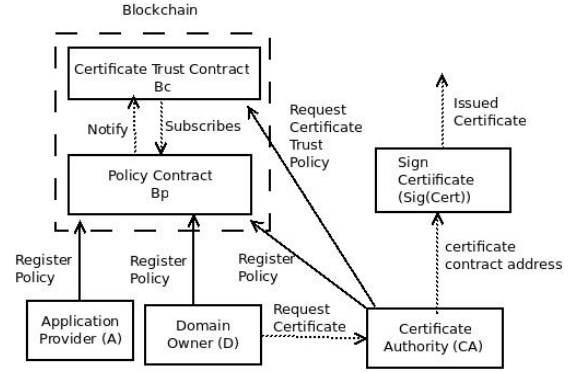 Blockchain
Certificate Trust Contract
Bc
Notify
Subscribes
Policy Contract
Bp
Request
Certificate
Trust
Policy
Issued
Certificate
Sign
Certiificate
(Sig(Cert))
Register
Policy
Register
Policy
Register
Policy
certificate
contract address
Application
Provider (A)
Domain
Owner (D)
Request
Certificate
Certificate
Authority (CA)